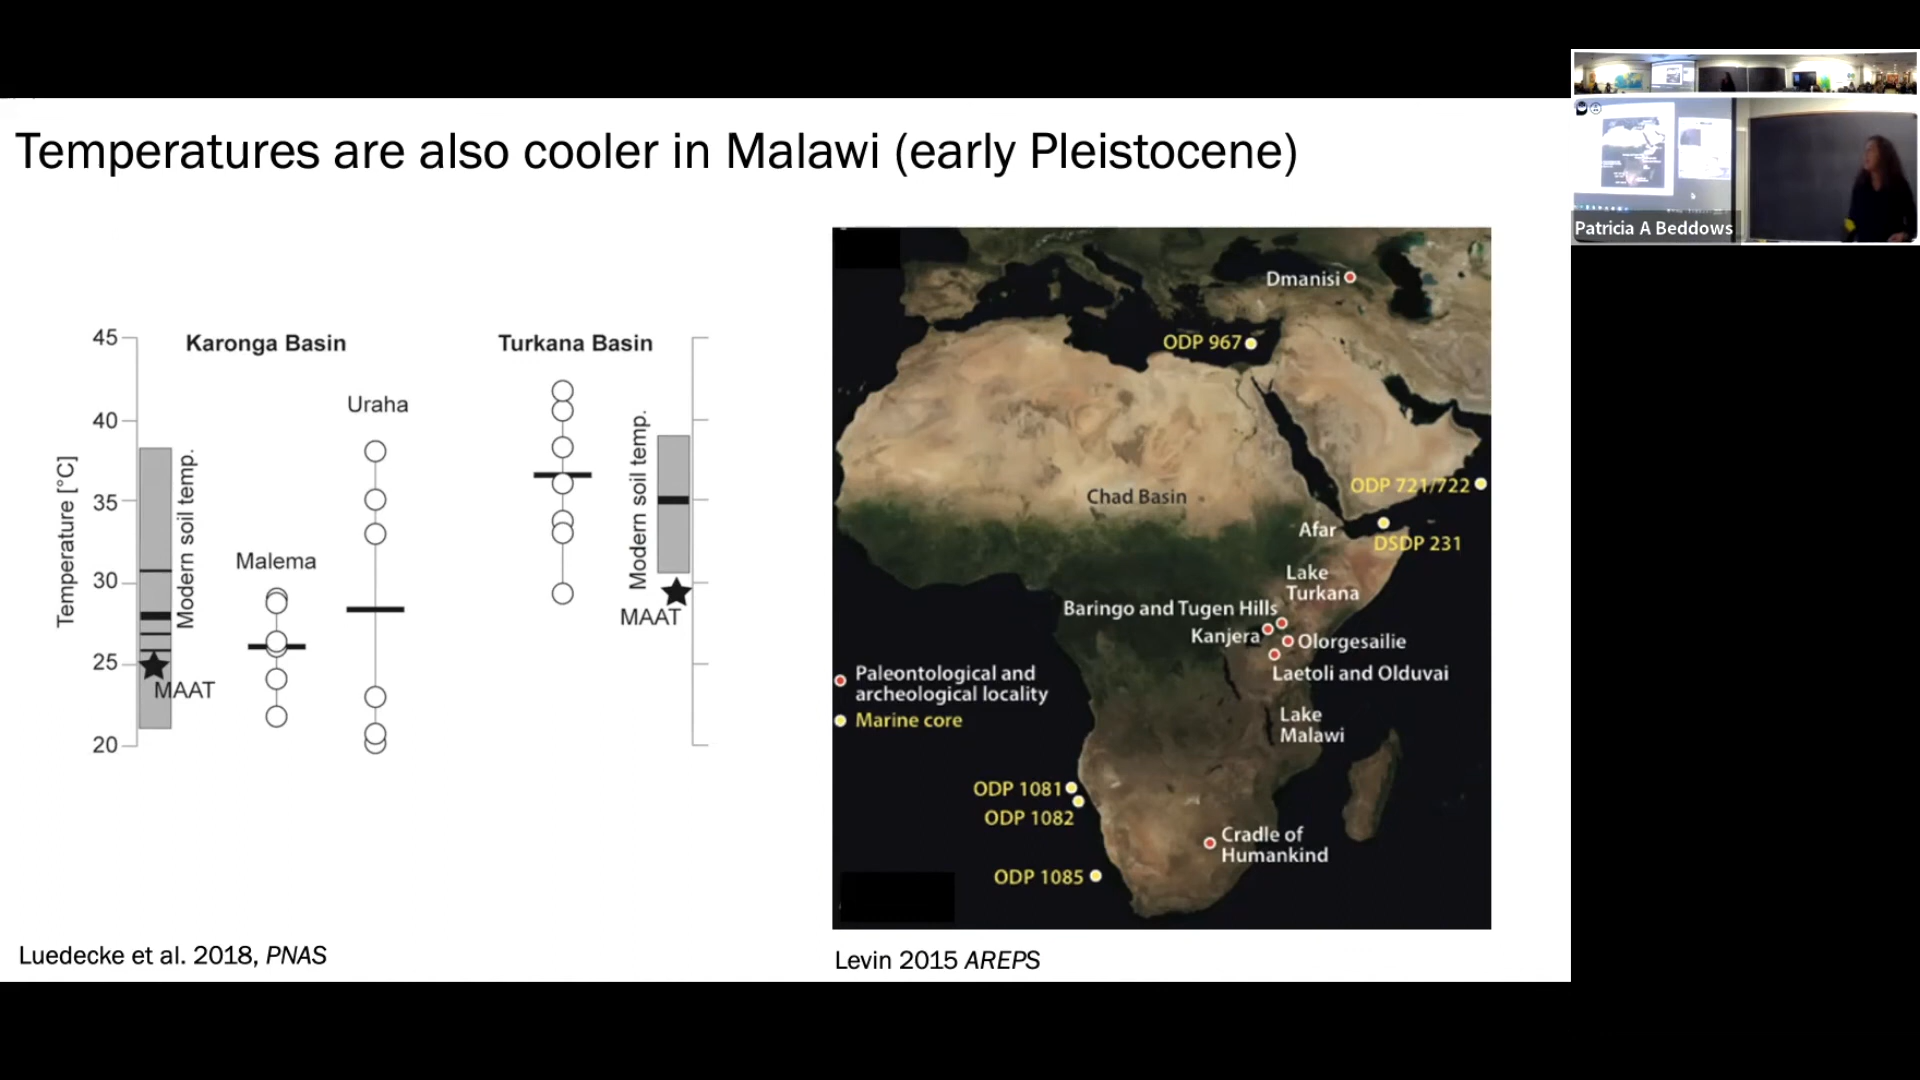 Temperatures are also cooler in Malawi (early Pleistocene)
Karonga Basin
Turkana Basin
45
40
35
30
25
20
Temperature [°C]
Modern soil temp.
MAAT
Malema
Uraha
Modern soil temp.
MAAT
Luedecke et al. 2018, PNAS
Dmanisi
ODP 967
Chad Basin
ODP 721/722
Afar
DSDP 231
Lake
Turkana
Baringo and Tugen Hills
Kanjera
Olorgesailie
Laetoli and Olduvai
Paleontological and
archeological locality
Marine core
Lake
Malawi
ODP 1081
ODP 1082
Cradle of
Humankind
ODP 1085
Levin 2015 AREPS
Patricia A Beddows